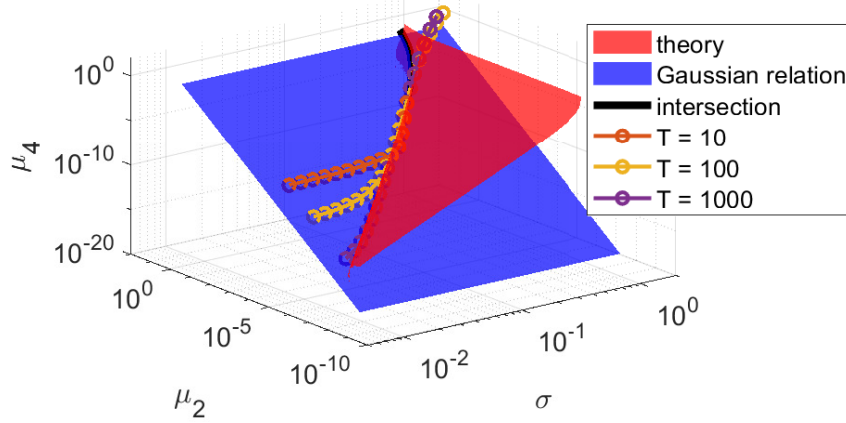 10^0
10^-10
10^-20
μ_4
10^0
10^-5
10^-10
μ_2
10^-2
10^-1
10^0
σ
theory
Gaussian relation
intersection
T = 10
T = 100
T = 1000